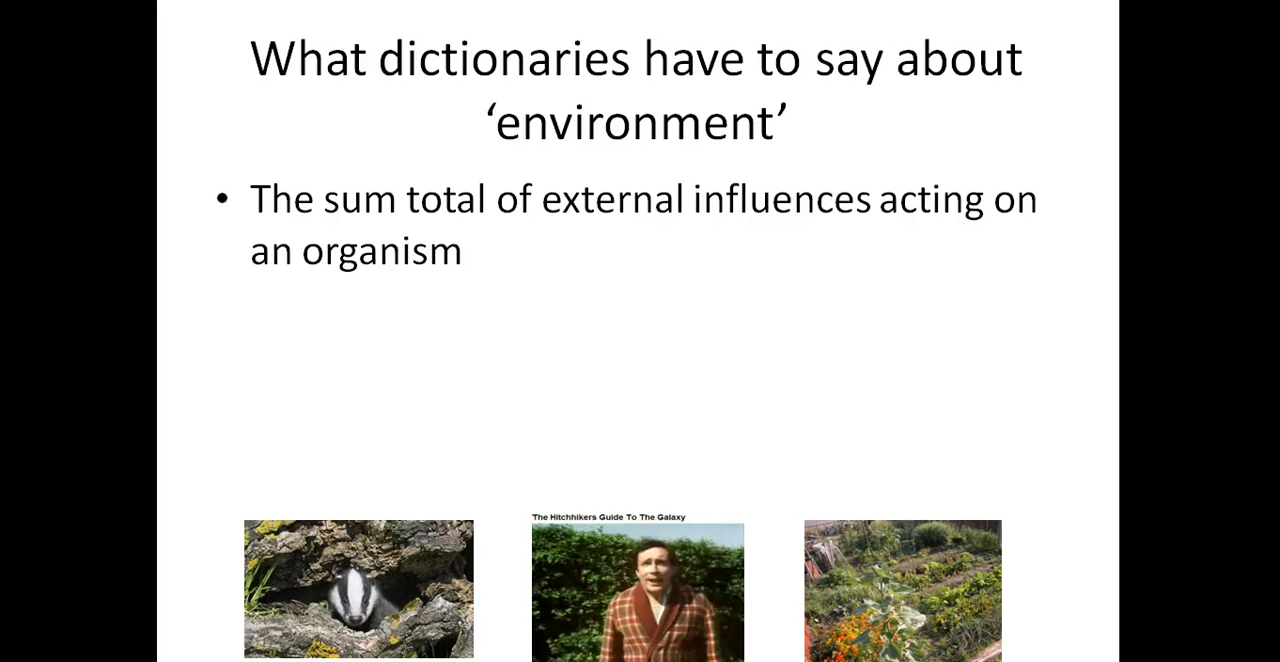 What dictionaries have to say about
‘environment’
• The sum total of external influences acting on
an organism
The Hitchhikers Guide To The Galaxy